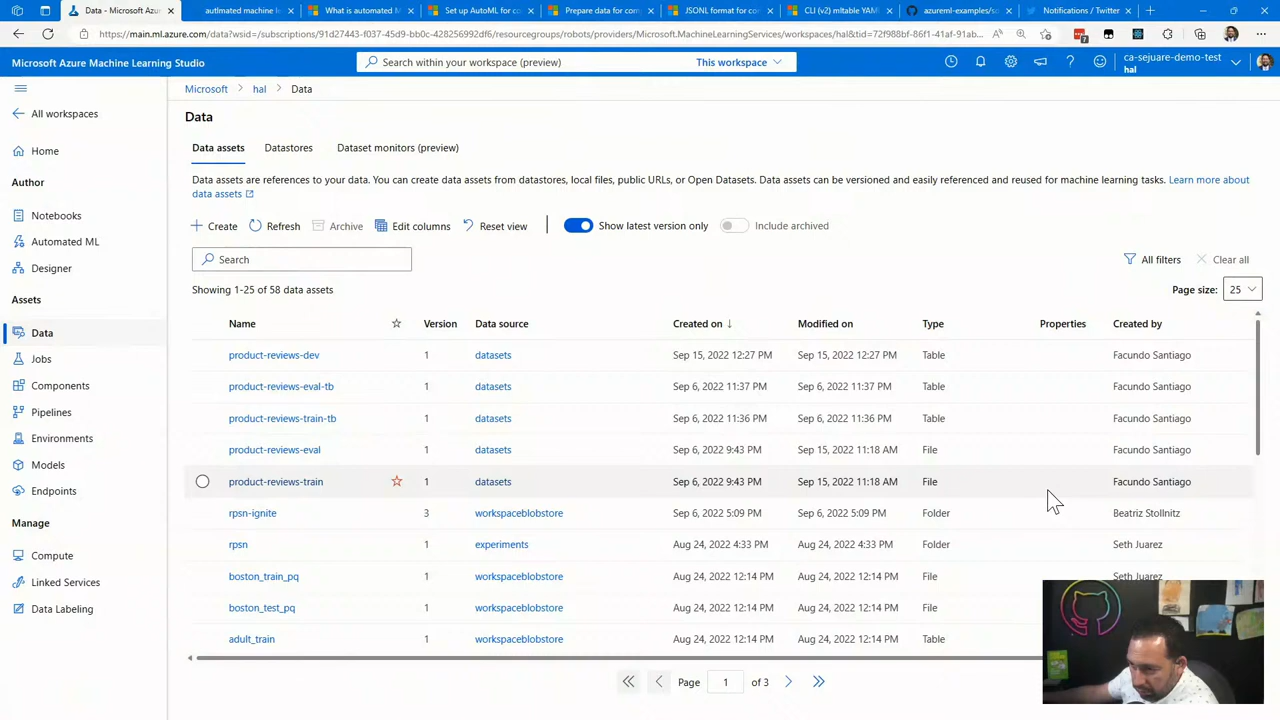 Data - Microsoft Azu
autimated machine le
What is automated M
Set up AutoML for co
Prepare data for com
JSONL format for co
CLI (v2) mltable YAM
azureml-examples/so
Notifications / Twitter
https://main.ml.azure.com/data?wsid=/subscriptions/91d27443-f037-45d9-bb0c-428256992df6/resourcegroups/robots/providers/Microsoft.MachineLearningServices/workspaces/hal&tid=72f988bf-86f1-41af-91ab...
Microsoft Azure Machine Learning Studio
Search within your workspace (preview)
This workspace
ca-sejuare-demo-test
hal
Microsoft > hal > Data
All workspaces
Home
Author
Notebooks
Automated ML
Designer
Assets
Data
Jobs
Components
Pipelines
Environments
Models
Endpoints
Manage
Compute
Linked Services
Data Labeling
Data
Data assets Datastores Dataset monitors (preview)
Data assets are references to your data. You can create data assets from datastores, local files, public URLs, or Open Datasets. Data assets can be versioned and easily referenced and reused for machine learning tasks. Learn more about
data assets
Create Refresh Archive Edit columns Reset view Show latest version only Include archived
Search
All filters Clear all
Showing 1-25 of 58 data assets
Page size: 25
Name Version Data source Created on ↓ Modified on Type Properties Created by
product-reviews-dev 1 datasets Sep 15, 2022 12:27 PM Sep 15, 2022 12:27 PM Table Facundo Santiago
product-reviews-eval-tb 1 datasets Sep 6, 2022 11:37 PM Sep 6, 2022 11:37 PM Table Facundo Santiago
product-reviews-train-tb 1 datasets Sep 6, 2022 11:36 PM Sep 6, 2022 11:36 PM Table Facundo Santiago
product-reviews-eval 1 datasets Sep 6, 2022 9:43 PM Sep 15, 2022 11:18 AM File Facundo Santiago
product-reviews-train 1 datasets Sep 6, 2022 9:43 PM Sep 15, 2022 11:18 AM File Facundo Santiago
rpsn-ignite 3 workspaceblobstore Sep 6, 2022 5:09 PM Sep 6, 2022 5:09 PM Folder Beatriz Stollnitz
rpsn 1 experiments Aug 24, 2022 4:33 PM Aug 24, 2022 4:33 PM Folder Seth Juarez
boston_train_pq 1 workspaceblobstore Aug 24, 2022 12:14 PM Aug 24, 2022 12:14 PM File Seth Juarez
boston_test_pq 1 workspaceblobstore Aug 24, 2022 12:14 PM Aug 24, 2022 12:14 PM File
adult_train 1 workspaceblobstore Aug 24, 2022 12:14 PM Aug 24, 2022 12:14 PM Table
Page 1 of 3